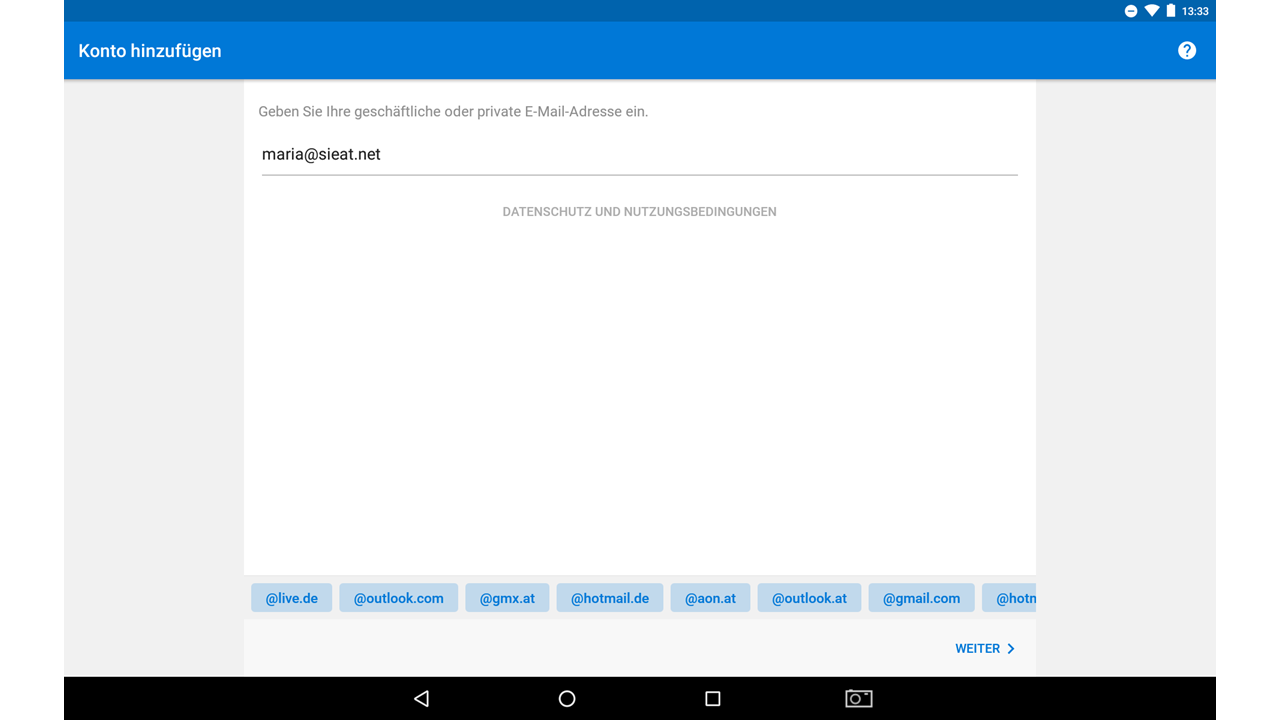 13:33
Konto hinzufügen
Geben Sie Ihre geschäftliche oder private E-Mail-Adresse ein.
maria@sieat.net
DATENSCHUTZ UND NUTZUNGSBEDINGUNGEN
@live.de @outlook.com @gmx.at @hotmail.de @aon.at @outlook.at @gmail.com @hotn
WEITER